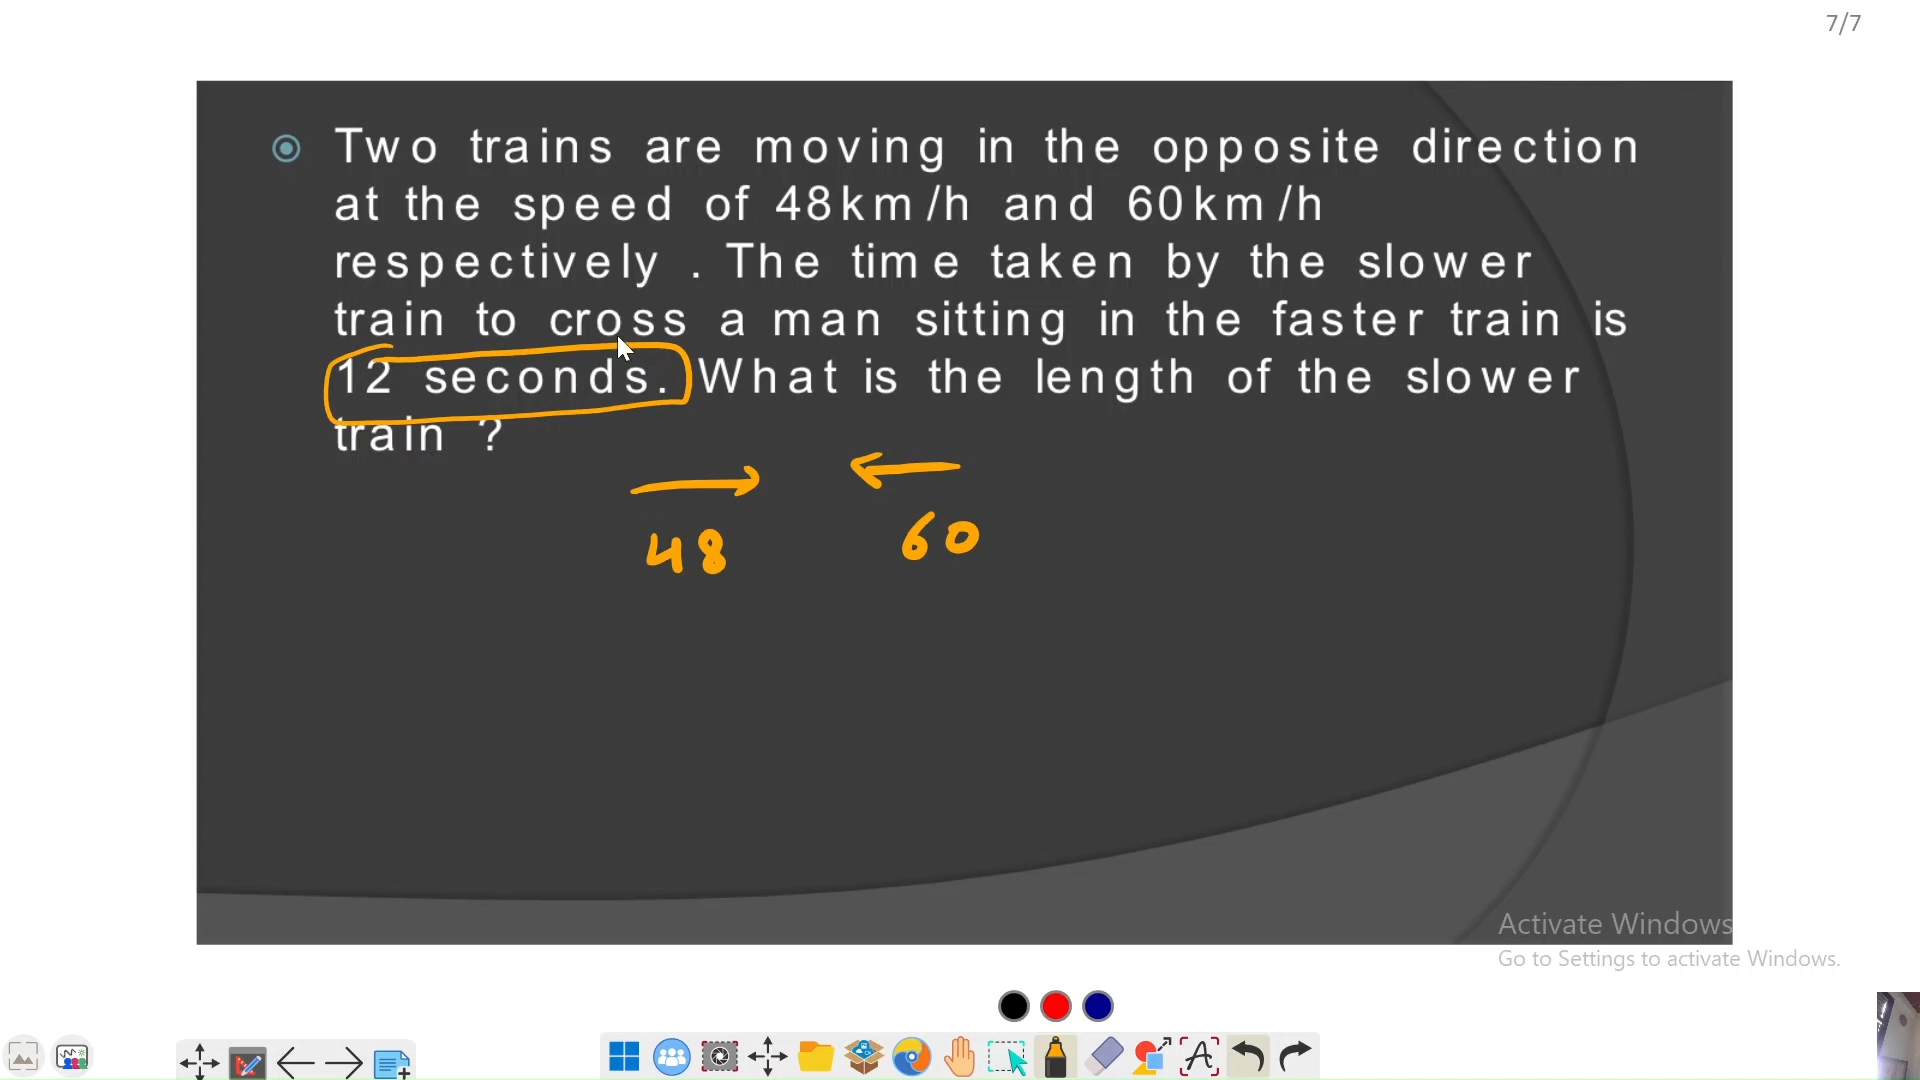 7/7
Two trains are moving in the opposite direction
at the speed of 48km/h and 60km/h
respectively . The time taken by the slower
train to cross a man sitting in the faster train is
12 seconds. What is the length of the slower
train ?
48 60
Activate Windows
Go to Settings to activate Windows.